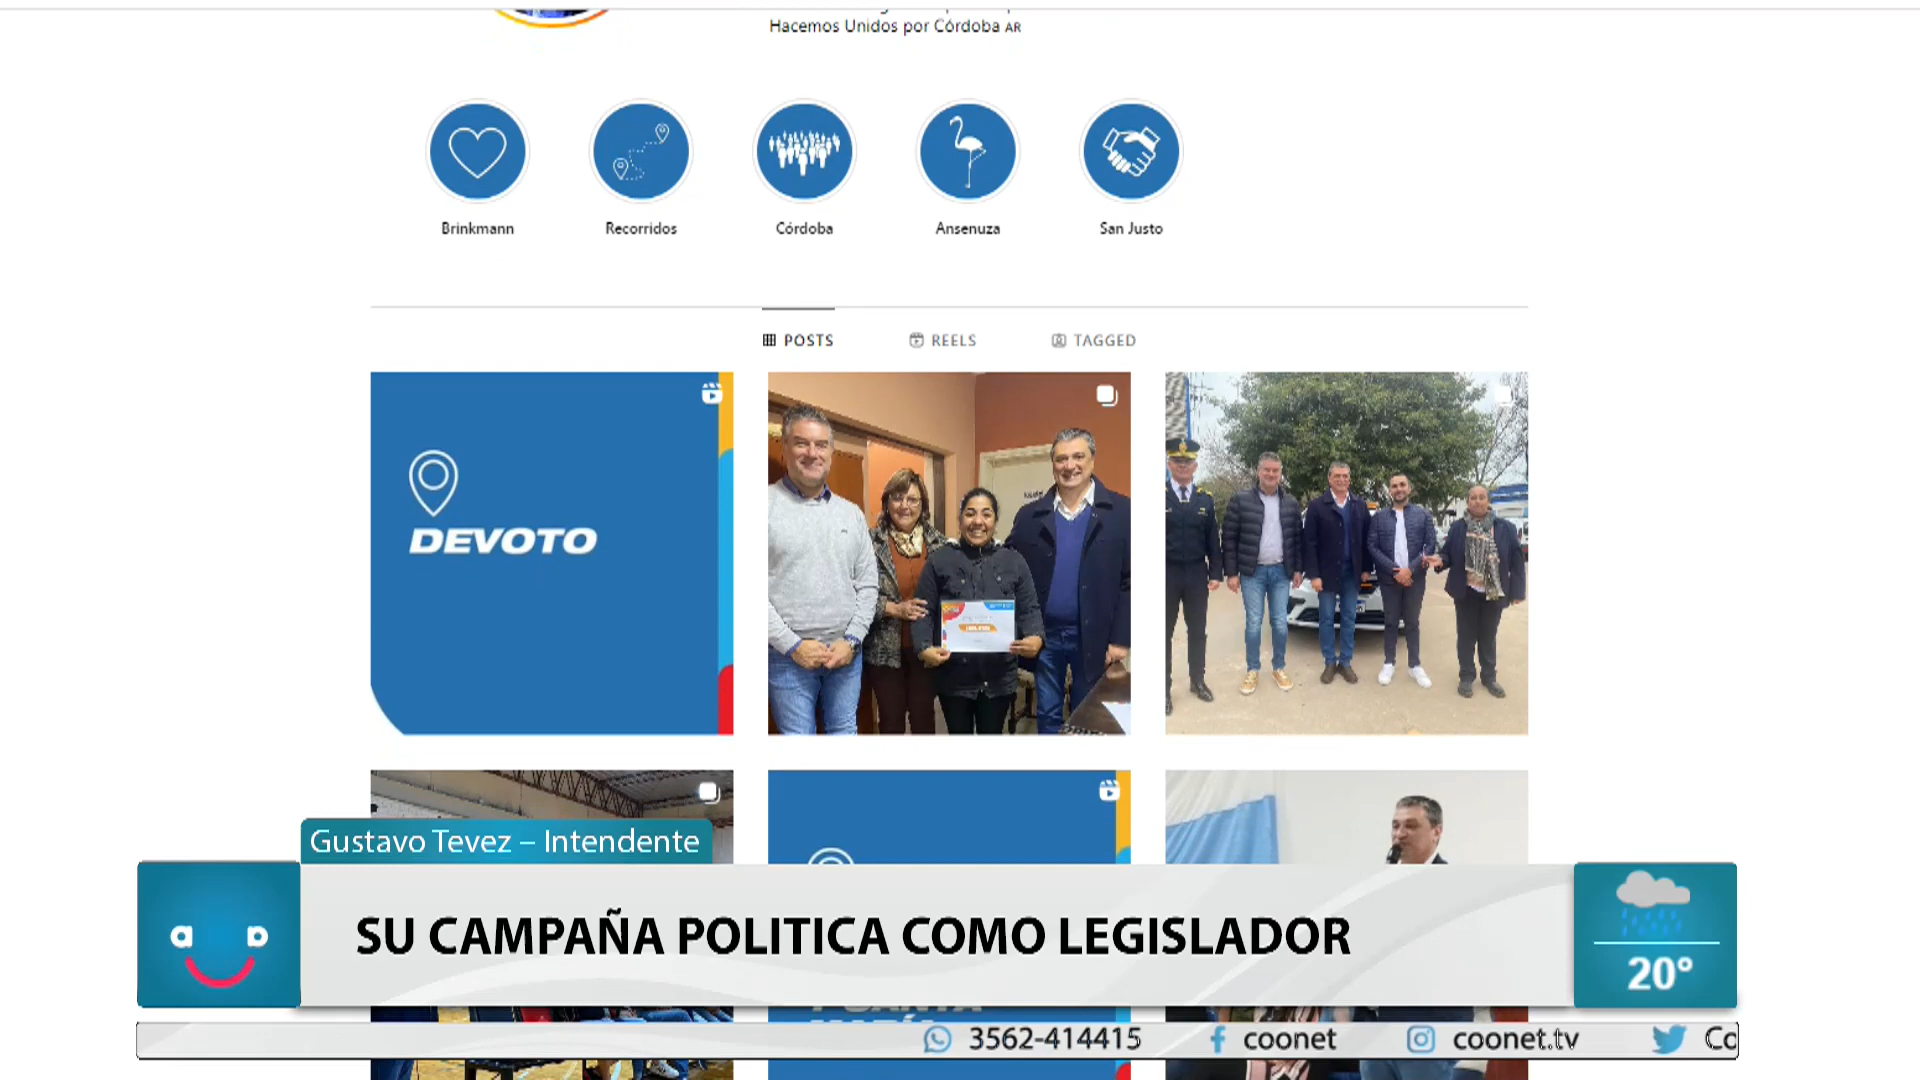 Hacemos Unidos por Córdoba AR
Brinkmann
Recorridos
Córdoba
Ansenuza
San Justo
POSTS
REELS
TAGGED
DEVOTO
Gustavo Tevez – Intendente
SU CAMPAÑA POLITICA COMO LEGISLADOR
20°
3562-414415
coonet
coonet.tv
Co